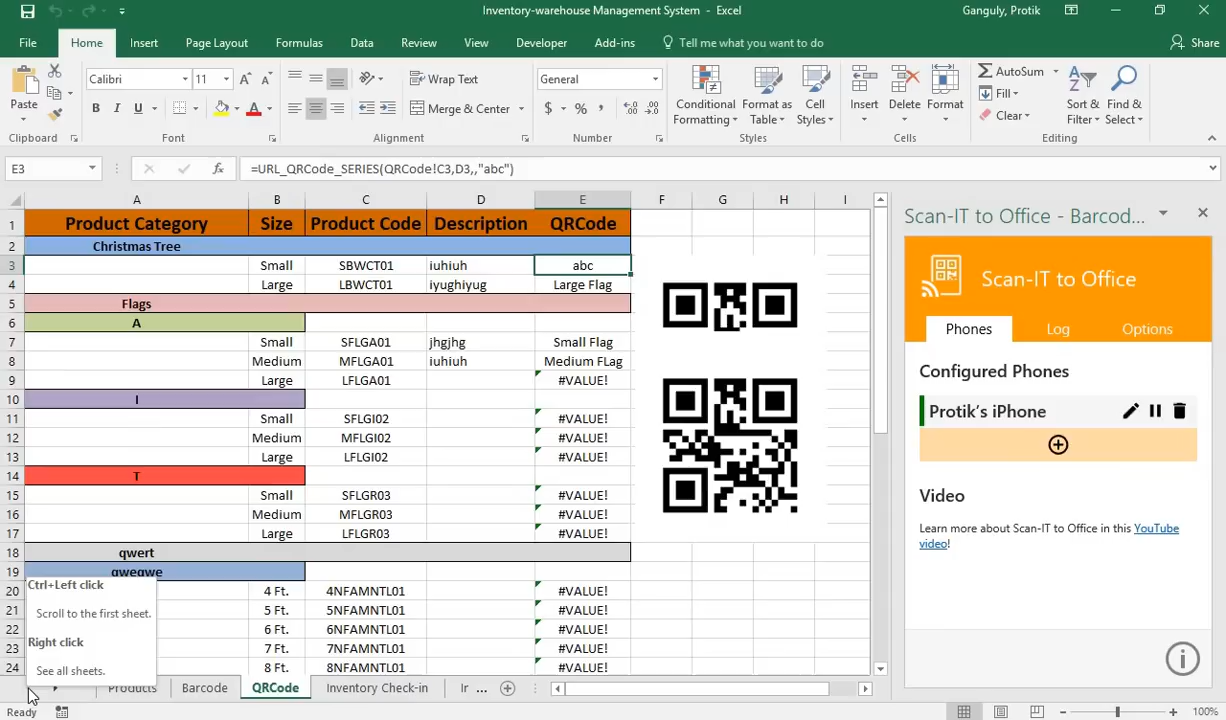 Inventory-warehouse Management System - Excel
Ganguly, Protik
File Home Insert Page Layout Formulas Data Review View Developer Add-ins Tell me what you want to do Share
Paste
Calibri 11
B I U
Wrap Text
Merge & Center
General
$ % ,
Conditional Formatting
Format as Table
Cell Styles
Insert Delete Format
AutoSum
Fill
Clear
Sort & Filter
Find & Select
Clipboard Font Alignment Number Styles Cells Editing
E3 fx =URL_QRCode_SERIES(QRCode!C3,D3,,"abc")
A B C D E F G H I
1 Product Category Size Product Code Description QRCode
2 Christmas Tree
3 Small SBWCT01 iuhiuh abc
4 Large LBWCT01 iyughiyug Large Flag
5 Flags
6 A
7 Small SFLGA01 jhgjhg Small Flag
8 Medium MFLGA01 iuhiuh Medium FLag
9 Large LFLGA01 #VALUE!
10 I
11 Small SFLGI02 #VALUE!
12 Medium MFLGI02 #VALUE!
13 Large LFLGI02 #VALUE!
14 T
15 Small SFLGR03 #VALUE!
16 Medium MFLGR03 #VALUE!
17 Large LFLGR03 #VALUE!
18 qwert
19 qweqwe
20 4 Ft. 4NFAMNTL01 #VALUE!
21 5 Ft. 5NFAMNTL01 #VALUE!
22 6 Ft. 6NFAMNTL01 #VALUE!
23 7 Ft. 7NFAMNTL01 #VALUE!
24 8 Ft. 8NFAMNTL01 #VALUE!
Ctrl+Left click
Scroll to the first sheet.
Right click
See all sheets.
Products Barcode QRCode Inventory Check-in Ir ...
Ready
100%
Scan-IT to Office - Barcod...
Scan-IT to Office
Phones Log Options
Configured Phones
Protik’s iPhone
Video
Learn more about Scan-IT to Office in this YouTube
video!